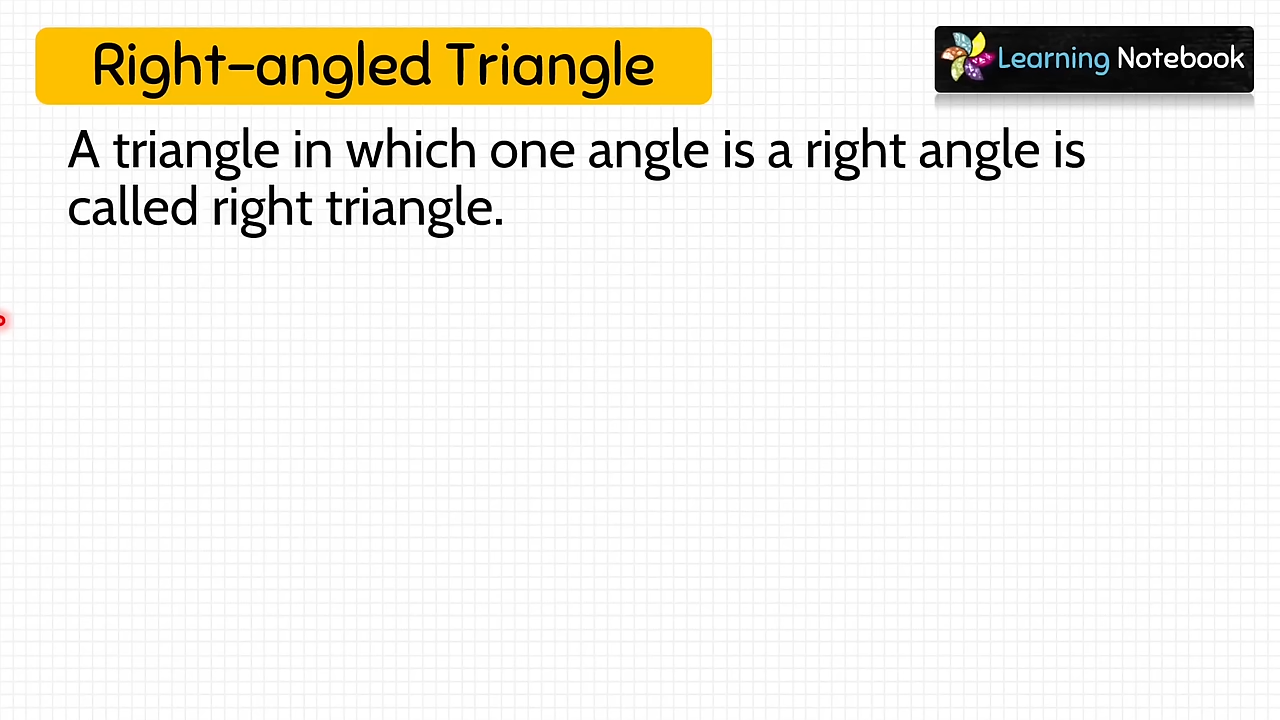 Right-angled Triangle
Learning Notebook
A triangle in which one angle is a right angle is
called right triangle.